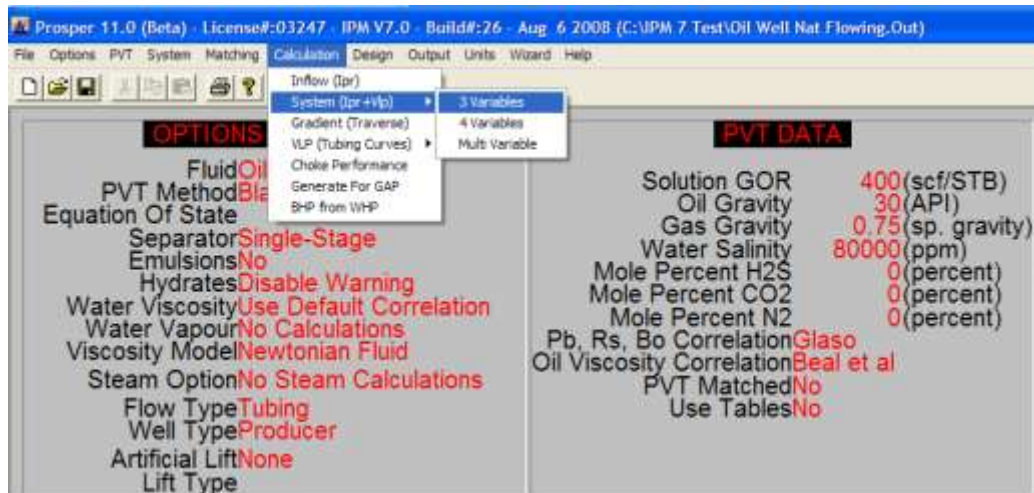 Prosper 11.0 (Beta) - License#:03247 - IPM V7.0 - Build#:26 - Aug 6 2008 (C:\IPM 7 Test\Oil Well Nat Flowing.Out)
File Options PVT System Matching Calculation Design Output Units Wizard Help
Inflow (Ipr)
System (Ipr+Vlp) 3 Variables
Gradient (Traverse) 4 Variables
VLP (Tubing Curves) Multi Variable
Choke Performance
Generate For GAP
BHP from WHP
OPTIONS
Fluid Oil
PVT Method Bla
Equation Of State
Separator Single-Stage
Emulsions No
Hydrates Disable Warning
Water Viscosity Use Default Correlation
Water Vapour No Calculations
Viscosity Model Newtonian Fluid
Steam Option No Steam Calculations
Flow Type Tubing
Well Type Producer
Artificial Lift None
Lift Type
PVT DATA
Solution GOR 400 (scf/STB)
Oil Gravity 30 (API)
Gas Gravity 0.75 (sp. gravity)
Water Salinity 80000 (ppm)
Mole Percent H2S 0 (percent)
Mole Percent CO2 0 (percent)
Mole Percent N2 0 (percent)
Pb, Rs, Bo Correlation Glaso
Oil Viscosity Correlation Beal et al
PVT Matched No
Use Tables No